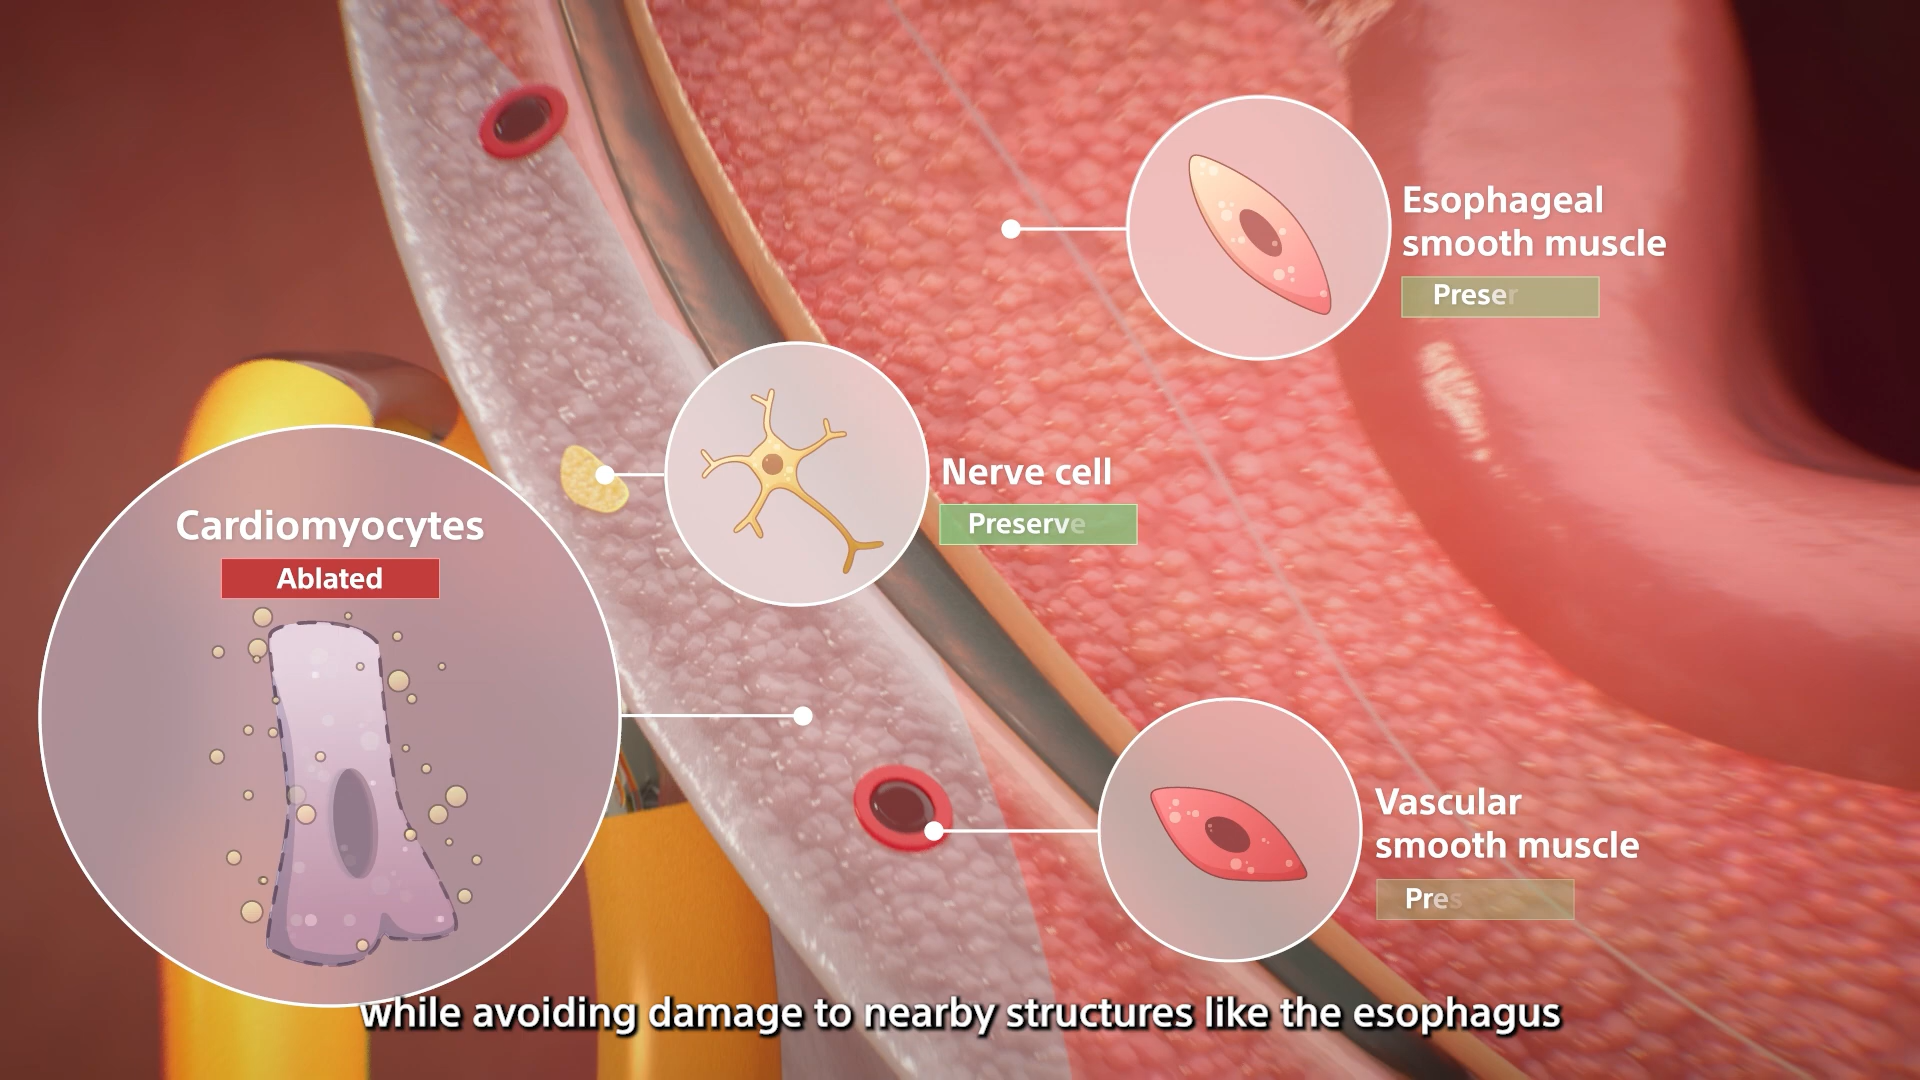 Esophageal
smooth muscle
Preser
Nerve cell
Preserve
Cardiomyocytes
Ablated
Vascular
smooth muscle
Pres
while avoiding damage to nearby structures like the esophagus